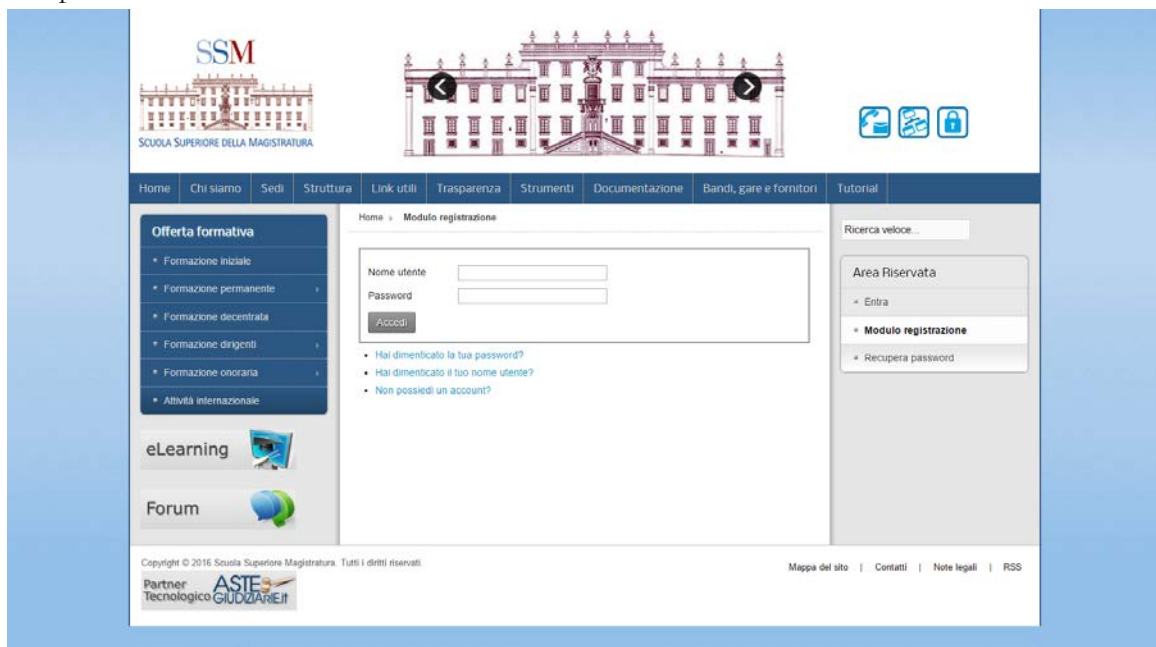 SSM
SCUOLA SUPERIORE DELLA MAGISTRATURA
Home Chi siamo Sedi Struttura Link utili Trasparenza Strumenti Documentazione Bandi, gare e fornitori Tutorial
Offerta formativa
Formazione iniziale
Formazione permanente
Formazione decentrata
Formazione dirigenti
Formazione onoraria
Attività internazionale
eLearning
Forum
Home Modulo registrazione
Nome utente
Password
Accedi
Hai dimenticato la tua password?
Hai dimenticato il tuo nome utente?
Non possiedi un account?
Ricerca veloce...
Area Riservata
Entra
Modulo registrazione
Recupera password
Copyright © 2016 Scuola Superiore Magistratura. Tutti i diritti riservati.
Partner
Tecnologico
ASTE
GIUDIZIARIE.it
Mappa del sito | Contatti | Note legali | RSS